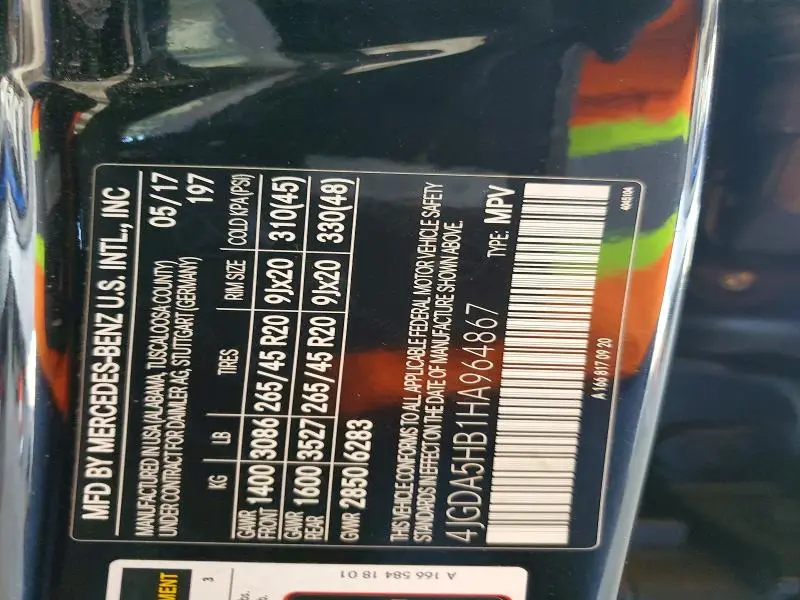 MFD BY MERCEDES-BENZ U.S. INTL., INC
MANUFACTURED IN USA (ALABAMA, TUSCALOOSA COUNTY) 05/17
UNDER CONTRACT FOR DAIMLER AG, STUTTGART (GERMANY) 197
KG LB TIRES RIM SIZE COLD KPA (PSI)
GAWR FRONT 1400 3086 265/45 R20 9Jx20 310(45)
GAWR REAR 1600 3527 265/45 R20 9Jx20 330(48)
GWR 2850 6283
THIS VEHICLE CONFORMS TO ALL APPLICABLE FEDERAL MOTOR VEHICLE SAFETY
STANDARDS IN EFFECT ON THE DATE OF MANUFACTURE SHOWN ABOVE.
4JGDA5HB1HA964867 TYPE: MPV
A 166 817 09 20 4045104
A 166 584 18 01
MENT
3